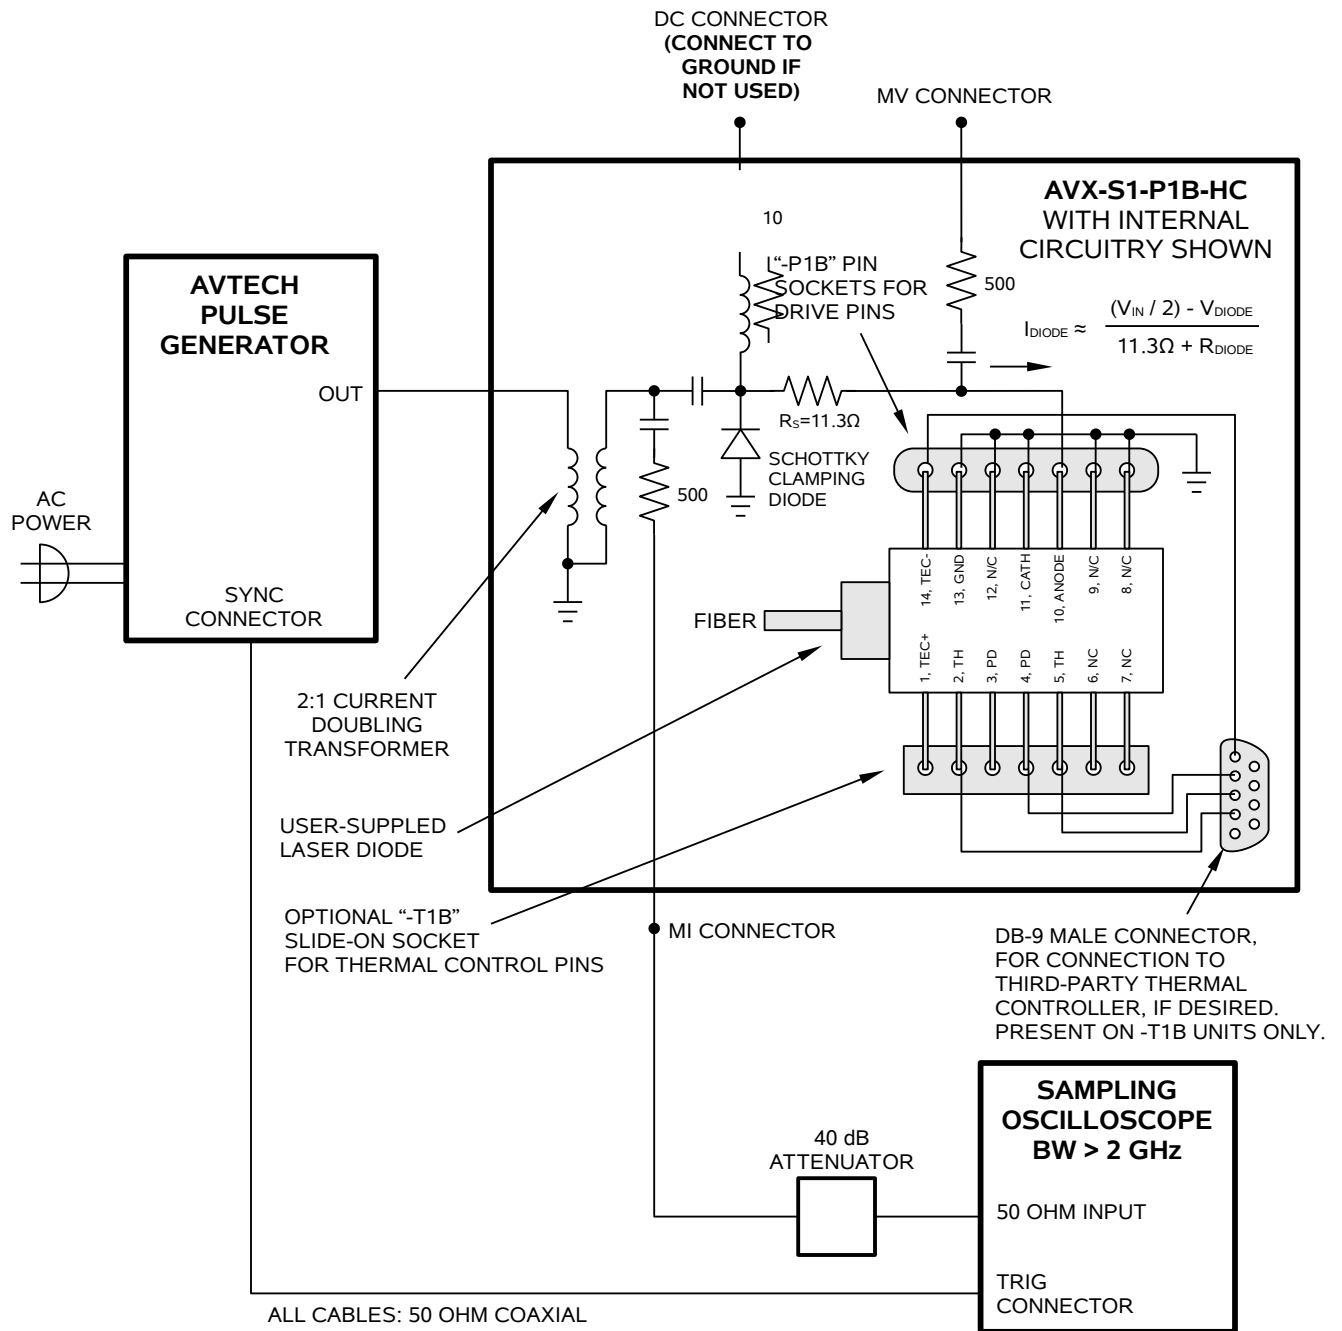 DC CONNECTOR
(CONNECT TO
GROUND IF
NOT USED)
MV CONNECTOR
AVX-S1-P1B-HC
WITH INTERNAL
CIRCUITRY SHOWN
10
"-P1B" PIN
SOCKETS FOR
DRIVE PINS
500
I_DIODE ≈ (V_IN / 2) - V_DIODE
11.3Ω + R_DIODE
AVTECH
PULSE
GENERATOR
OUT
R_S=11.3Ω
SCHOTTKY
CLAMPING
DIODE
500
AC
POWER
SYNC
CONNECTOR
14, TEC-
13, GND
12, N/C
11, CATH
10, ANODE
9, N/C
8, N/C
FIBER
1, TEC+
2, TH
3, PD
4, PD
5, TH
6, NC
7, NC
2:1 CURRENT
DOUBLING
TRANSFORMER
USER-SUPPLED
LASER DIODE
OPTIONAL "-T1B"
SLIDE-ON SOCKET
FOR THERMAL CONTROL PINS
MI CONNECTOR
DB-9 MALE CONNECTOR,
FOR CONNECTION TO
THIRD-PARTY THERMAL
CONTROLLER, IF DESIRED.
PRESENT ON -T1B UNITS ONLY.
SAMPLING
OSCILLOSCOPE
BW > 2 GHz
40 dB
ATTENUATOR
50 OHM INPUT
TRIG
CONNECTOR
ALL CABLES: 50 OHM COAXIAL